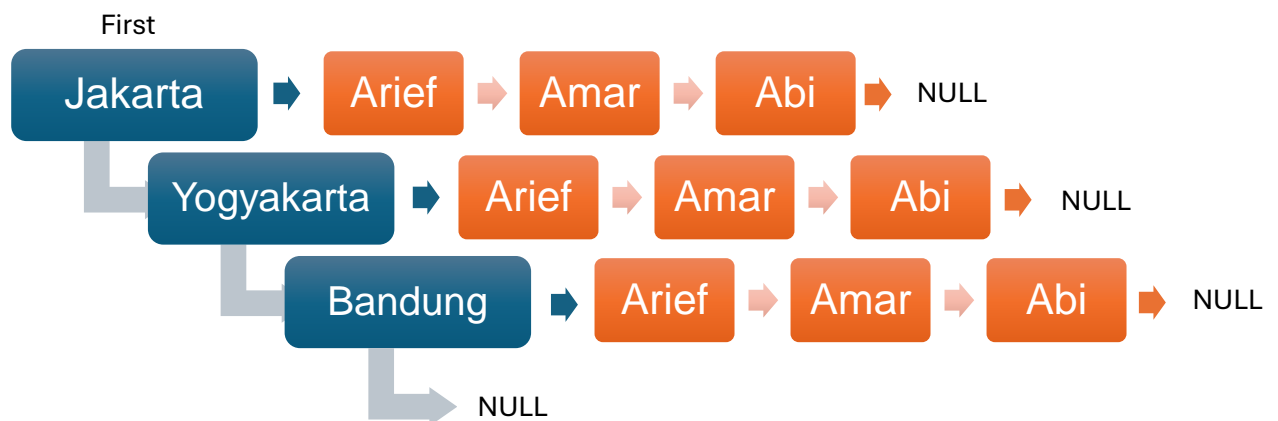 First
Jakarta Arief Amar Abi NULL
Yogyakarta Arief Amar Abi NULL
Bandung Arief Amar Abi NULL
NULL